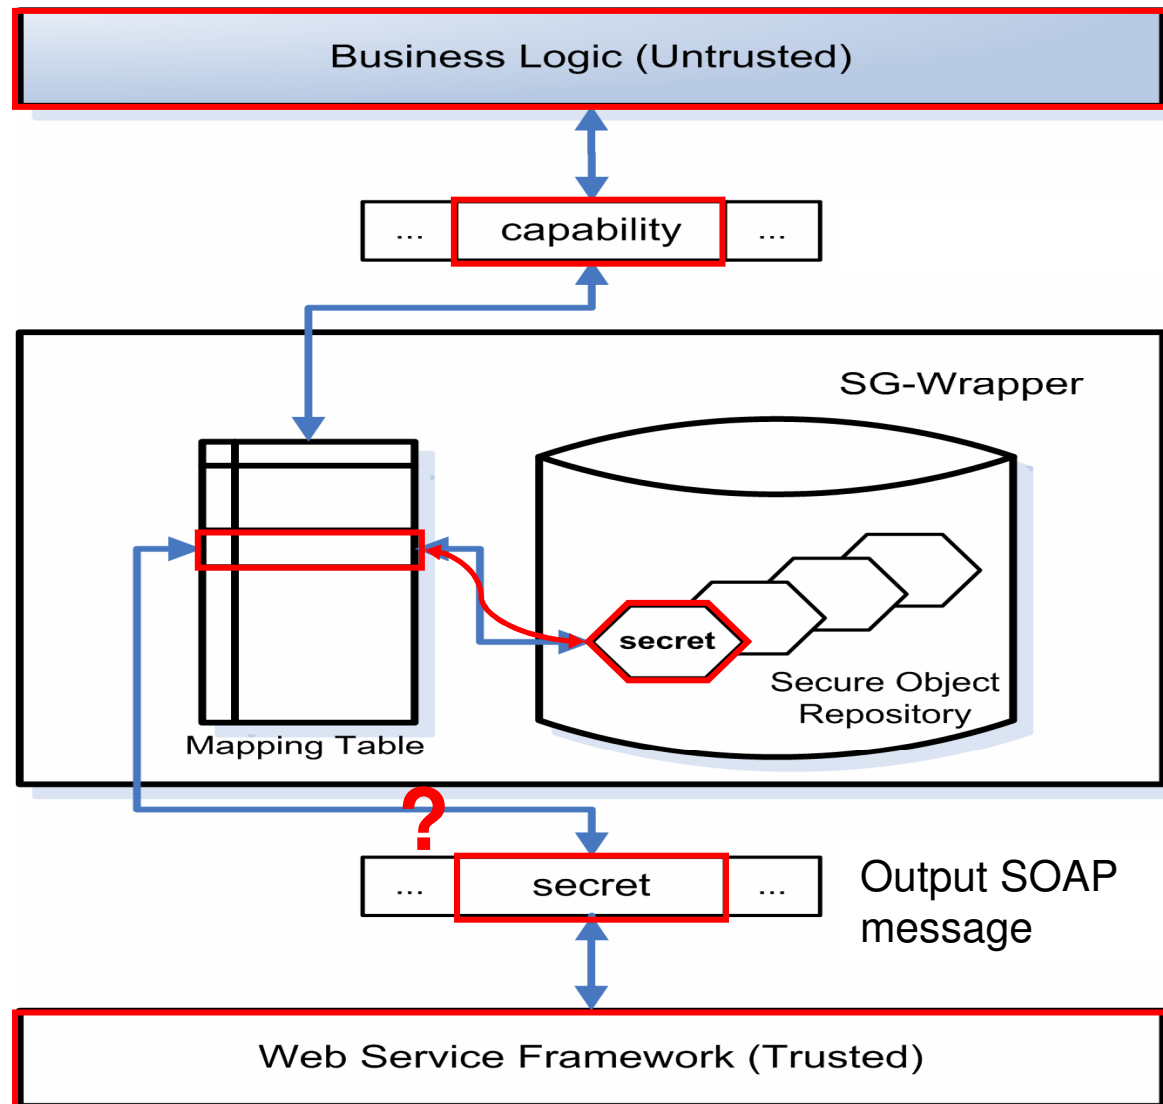 Business Logic (Untrusted)
... capability ...
SG-Wrapper
secret
Secure Object
Repository
Mapping Table
?
... secret ...
Output SOAP
message
Web Service Framework (Trusted)